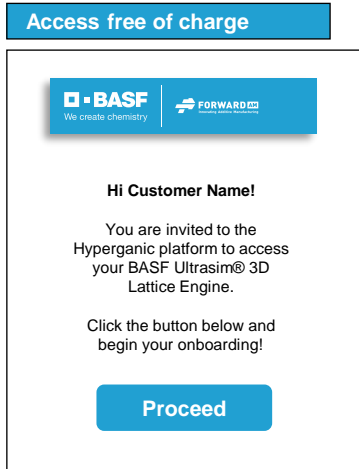 Access free of charge
BASF
We create chemistry
FORWARD AM
Innovating Additive Manufacturing
Hi Customer Name!
You are invited to the
Hyperganic platform to access
your BASF Ultrasim® 3D
Lattice Engine.
Click the button below and
begin your onboarding!
Proceed